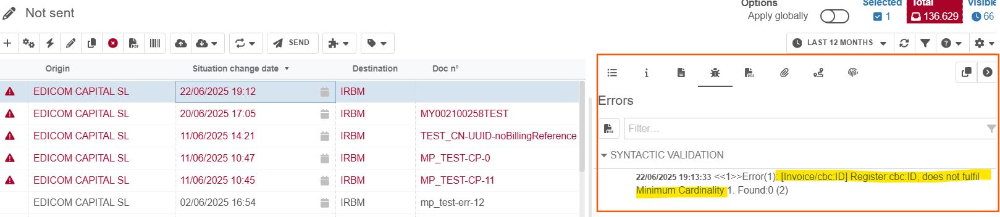 Not sent
Options
Apply globally
Selected
1
Total
136.629
Visible
66
SEND
LAST 12 MONTHS
Origin Situation change date Destination Doc nº
EDICOM CAPITAL SL 22/06/2025 19:12 IRBM
EDICOM CAPITAL SL 20/06/2025 17:05 IRBM MY002100258TEST
EDICOM CAPITAL SL 11/06/2025 14:21 IRBM TEST_CN-UUID-noBillingReference
EDICOM CAPITAL SL 11/06/2025 10:47 IRBM MP_TEST-CP-0
EDICOM CAPITAL SL 11/06/2025 10:45 IRBM MP_TEST-CP-11
EDICOM CAPITAL SL 02/06/2025 16:54 IRBM mp_test-err-12
Errors
Filter...
SYNTACTIC VALIDATION
22/06/2025 19:13:33 <<1>>Error(1): [Invoice/cbc:ID] Register:cbc:ID, does not fulfil
Minimum Cardinality 1. Found:0 (2)